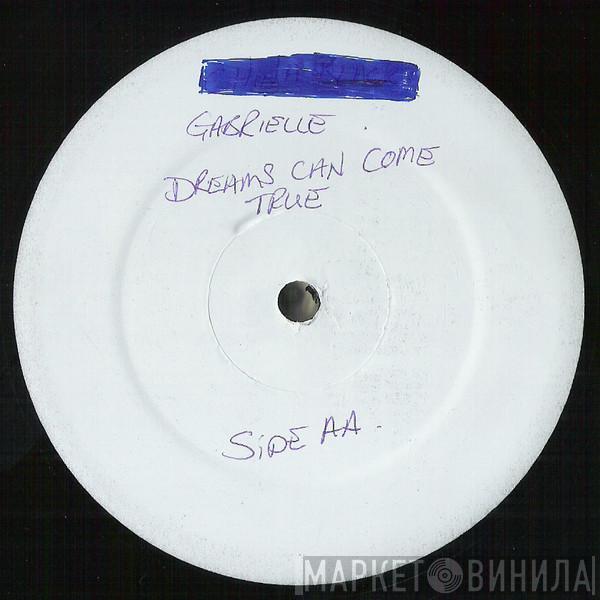 GABRIELLE .
DREAMS CAN COME
TRUE
SIDE AA .
МАРКЕТ ВИНИЛА